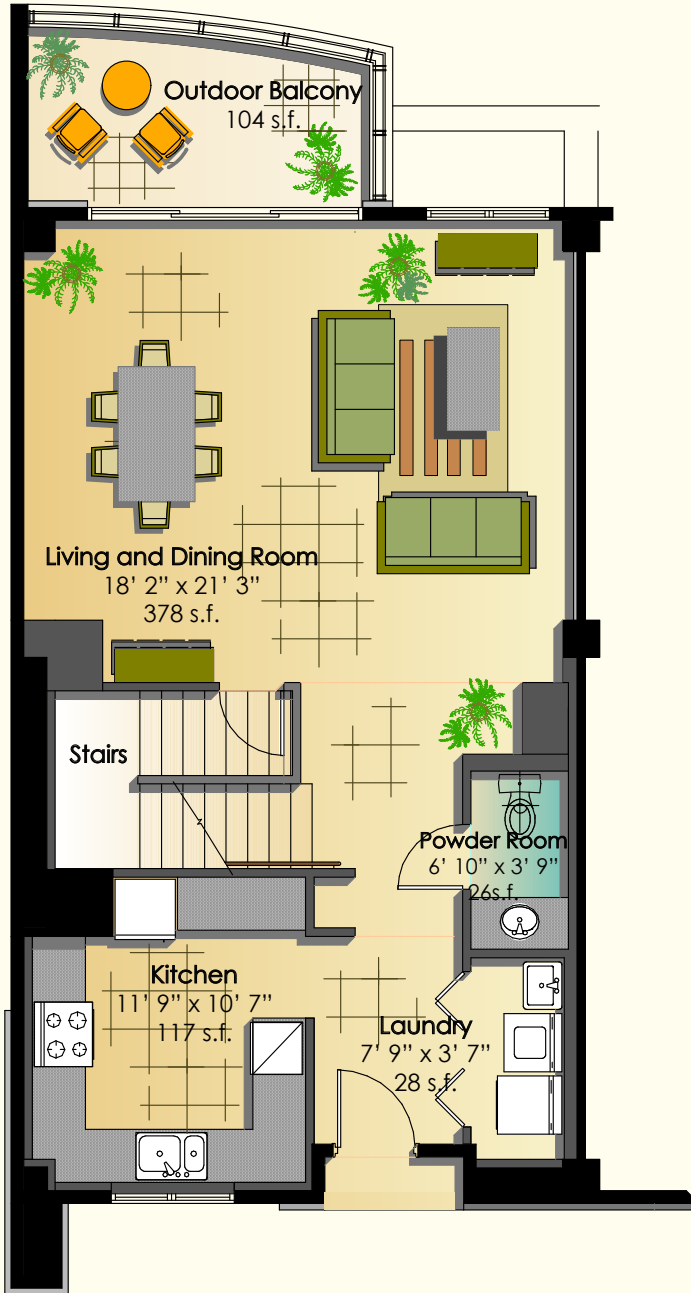 Outdoor Balcony
104 s.f.
Living and Dining Room
18’ 2” x 21’ 3”
378 s.f.
Stairs
Powder Room
6’ 10” x 3’ 9”
26s.f.
Kitchen
11’ 9” x 10’ 7”
117 s.f.
Laundry
7’ 9” x 3’ 7”
28 s.f.